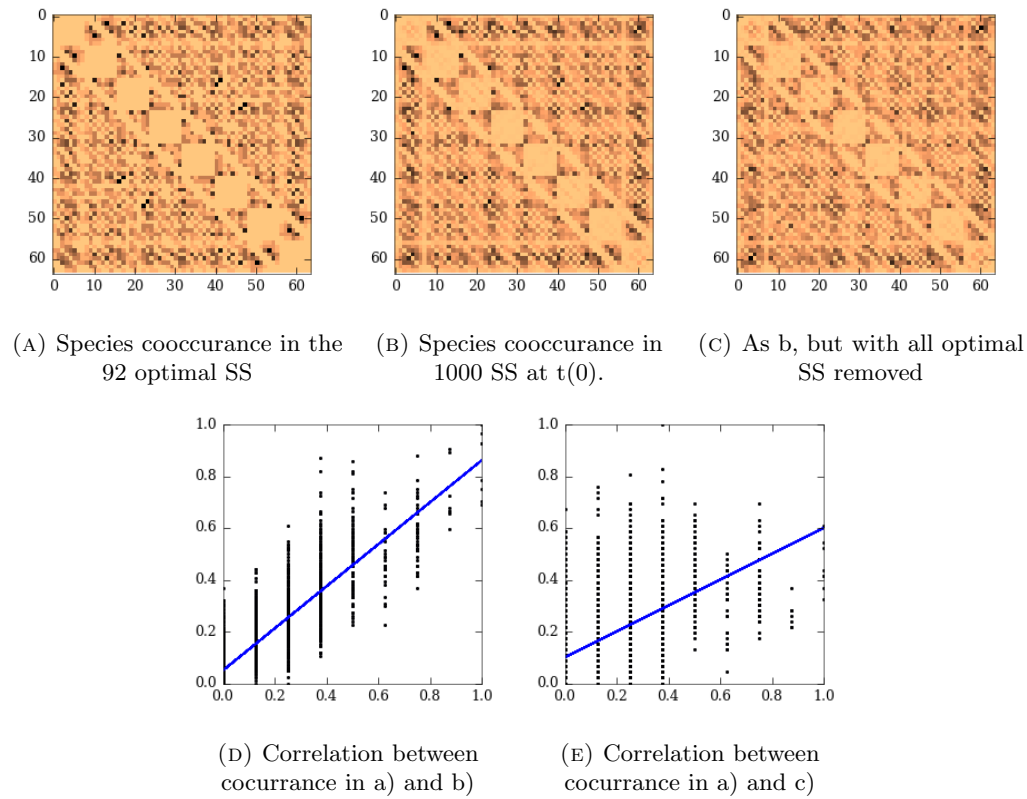 0
10
20
30
40
50
60
0 10 20 30 40 50 60
0
10
20
30
40
50
60
0 10 20 30 40 50 60
0
10
20
30
40
50
60
0 10 20 30 40 50 60
(A) Species cooccurance in the
92 optimal SS
(B) Species cooccurance in
1000 SS at t(0).
(C) As b, but with all optimal
SS removed
1.0
0.8
0.6
0.4
0.2
0.0
0.0 0.2 0.4 0.6 0.8 1.0
1.0
0.8
0.6
0.4
0.2
0.0
0.0 0.2 0.4 0.6 0.8 1.0
(D) Correlation between
cocurrance in a) and b)
(E) Correlation between
cocurrance in a) and c)